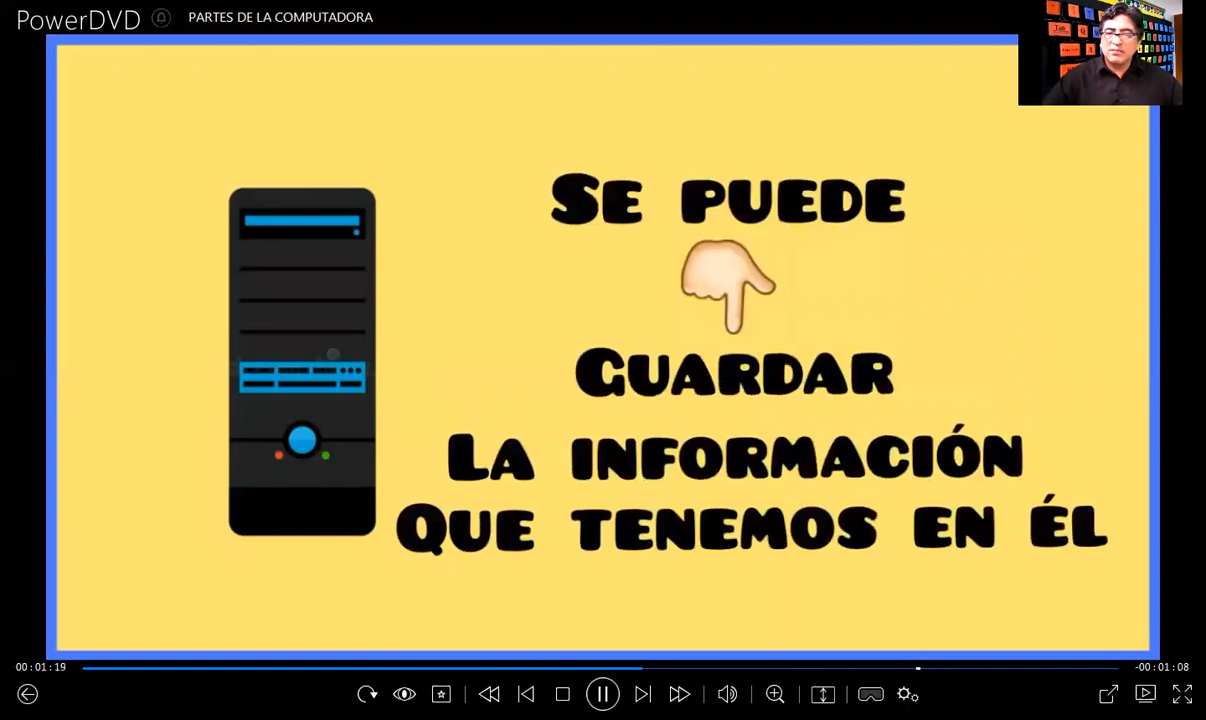 PowerDVD
PARTES DE LA COMPUTADORA
SE PUEDE
GUARDAR
LA INFORMACIÓN
QUE TENEMOS EN ÉL
00:01:19
-00:01:08